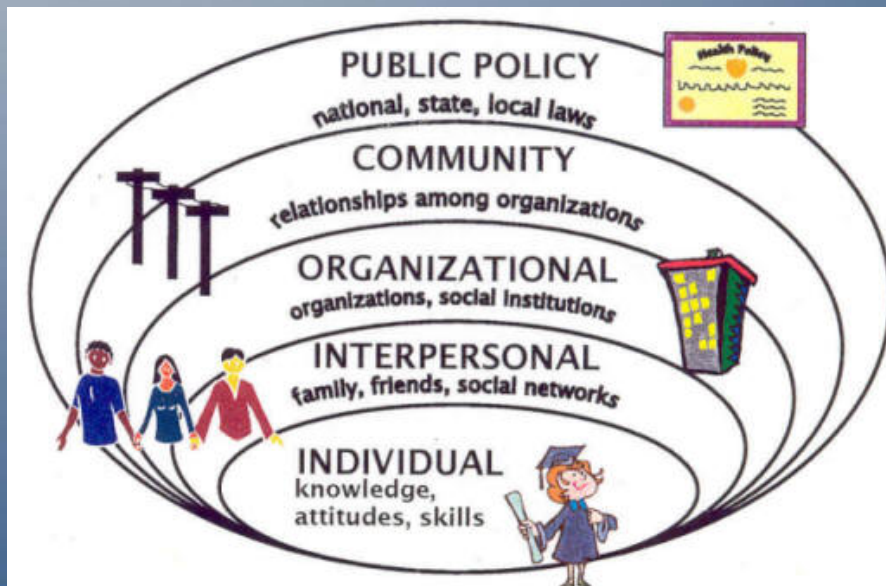 Health Policy
PUBLIC POLICY
national, state, local laws
COMMUNITY
relationships among organizations
ORGANIZATIONAL
organizations, social institutions
INTERPERSONAL
family, friends, social networks
INDIVIDUAL
knowledge,
attitudes, skills